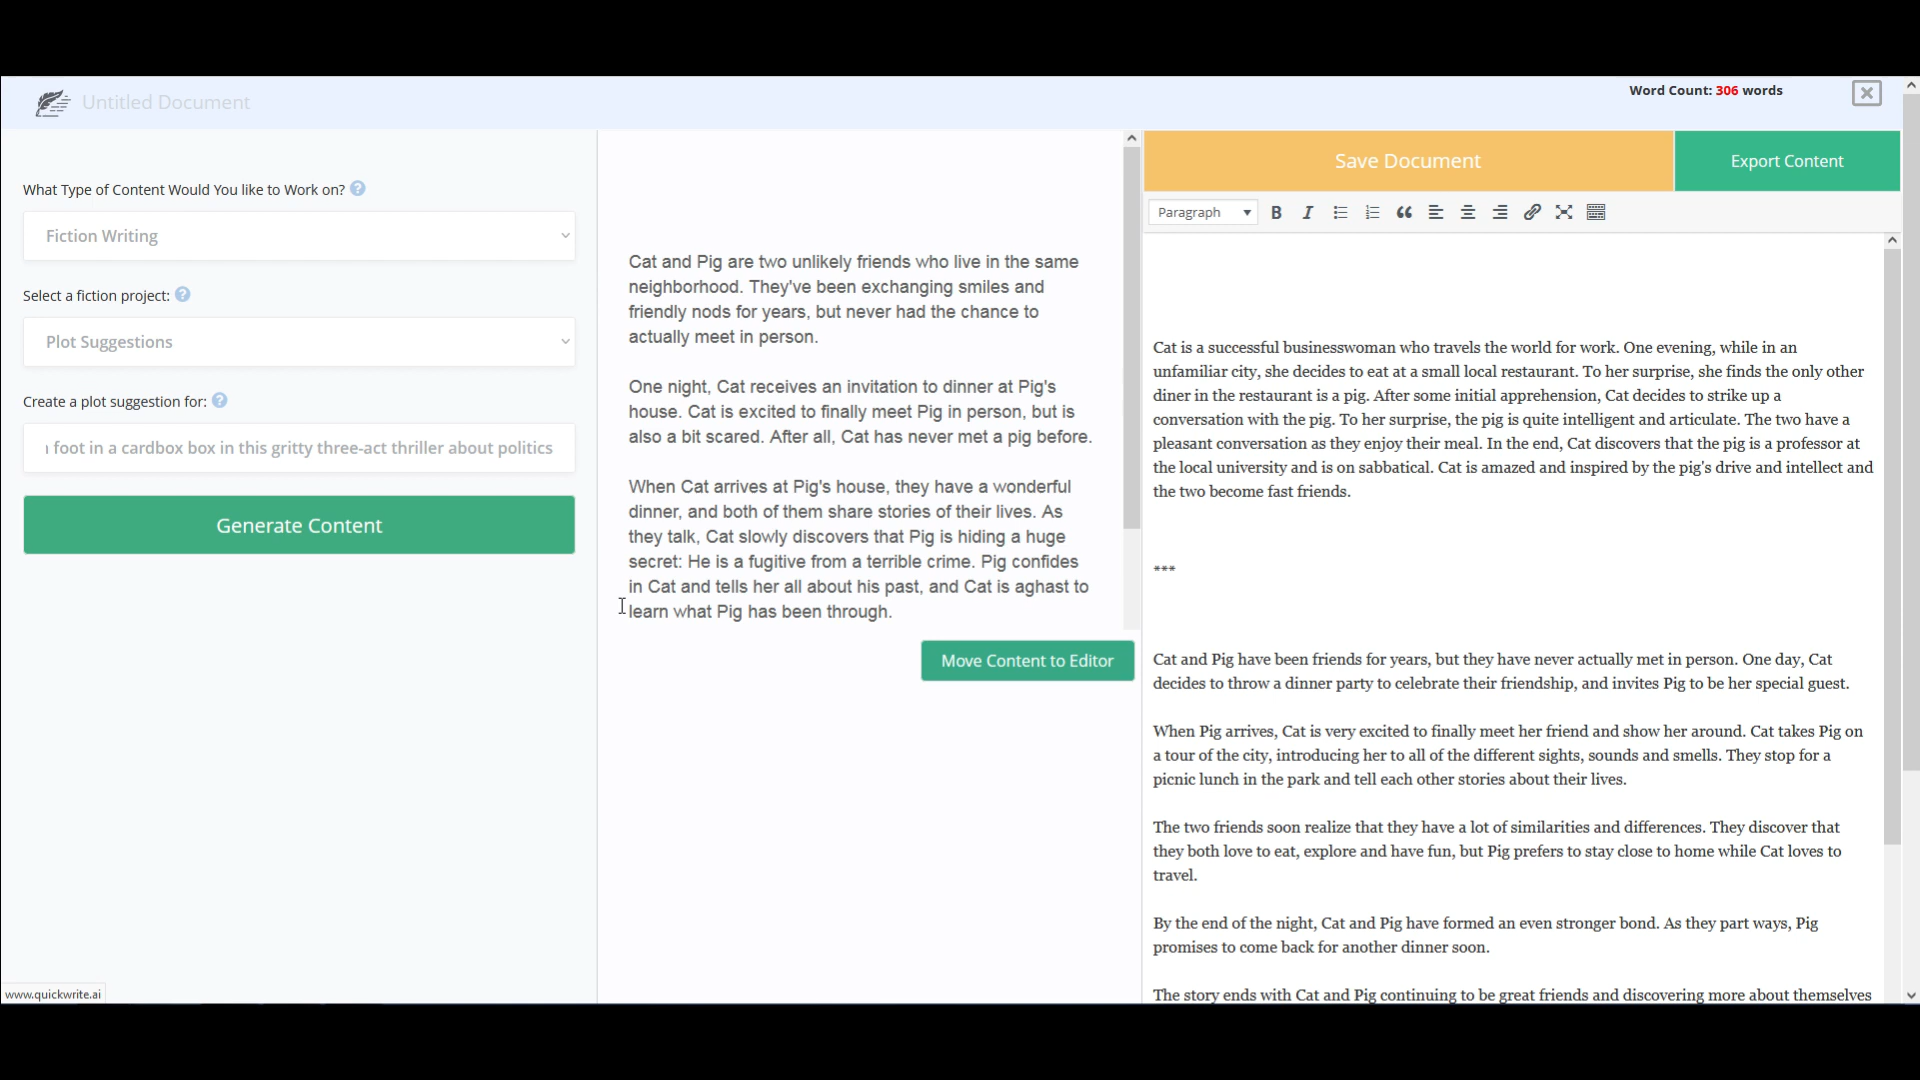 Untitled Document
Word Count: 306 words
What Type of Content Would You like to Work on?
Fiction Writing
Select a fiction project:
Plot Suggestions
Create a plot suggestion for:
foot in a cardbox box in this gritty three-act thriller about politics
Generate Content
www.quickwrite.ai
Cat and Pig are two unlikely friends who live in the same
neighborhood. They've been exchanging smiles and
friendly nods for years, but never had the chance to
actually meet in person.
One night, Cat receives an invitation to dinner at Pig's
house. Cat is excited to finally meet Pig in person, but is
also a bit scared. After all, Cat has never met a pig before.
When Cat arrives at Pig's house, they have a wonderful
dinner, and both of them share stories of their lives. As
they talk, Cat slowly discovers that Pig is hiding a huge
secret: He is a fugitive from a terrible crime. Pig confides
in Cat and tells her all about his past, and Cat is aghast to
learn what Pig has been through.
Move Content to Editor
Save Document
Export Content
Paragraph
Cat is a successful businesswoman who travels the world for work. One evening, while in an
unfamiliar city, she decides to eat at a small local restaurant. To her surprise, she finds the only other
diner in the restaurant is a pig. After some initial apprehension, Cat decides to strike up a
conversation with the pig. To her surprise, the pig is quite intelligent and articulate. The two have a
pleasant conversation as they enjoy their meal. In the end, Cat discovers that the pig is a professor at
the local university and is on sabbatical. Cat is amazed and inspired by the pig's drive and intellect and
the two become fast friends.
***
Cat and Pig have been friends for years, but they have never actually met in person. One day, Cat
decides to throw a dinner party to celebrate their friendship, and invites Pig to be her special guest.
When Pig arrives, Cat is very excited to finally meet her friend and show her around. Cat takes Pig on
a tour of the city, introducing her to all of the different sights, sounds and smells. They stop for a
picnic lunch in the park and tell each other stories about their lives.
The two friends soon realize that they have a lot of similarities and differences. They discover that
they both love to eat, explore and have fun, but Pig prefers to stay close to home while Cat loves to
travel.
By the end of the night, Cat and Pig have formed an even stronger bond. As they part ways, Pig
promises to come back for another dinner soon.
The story ends with Cat and Pig continuing to be great friends and discovering more about themselves